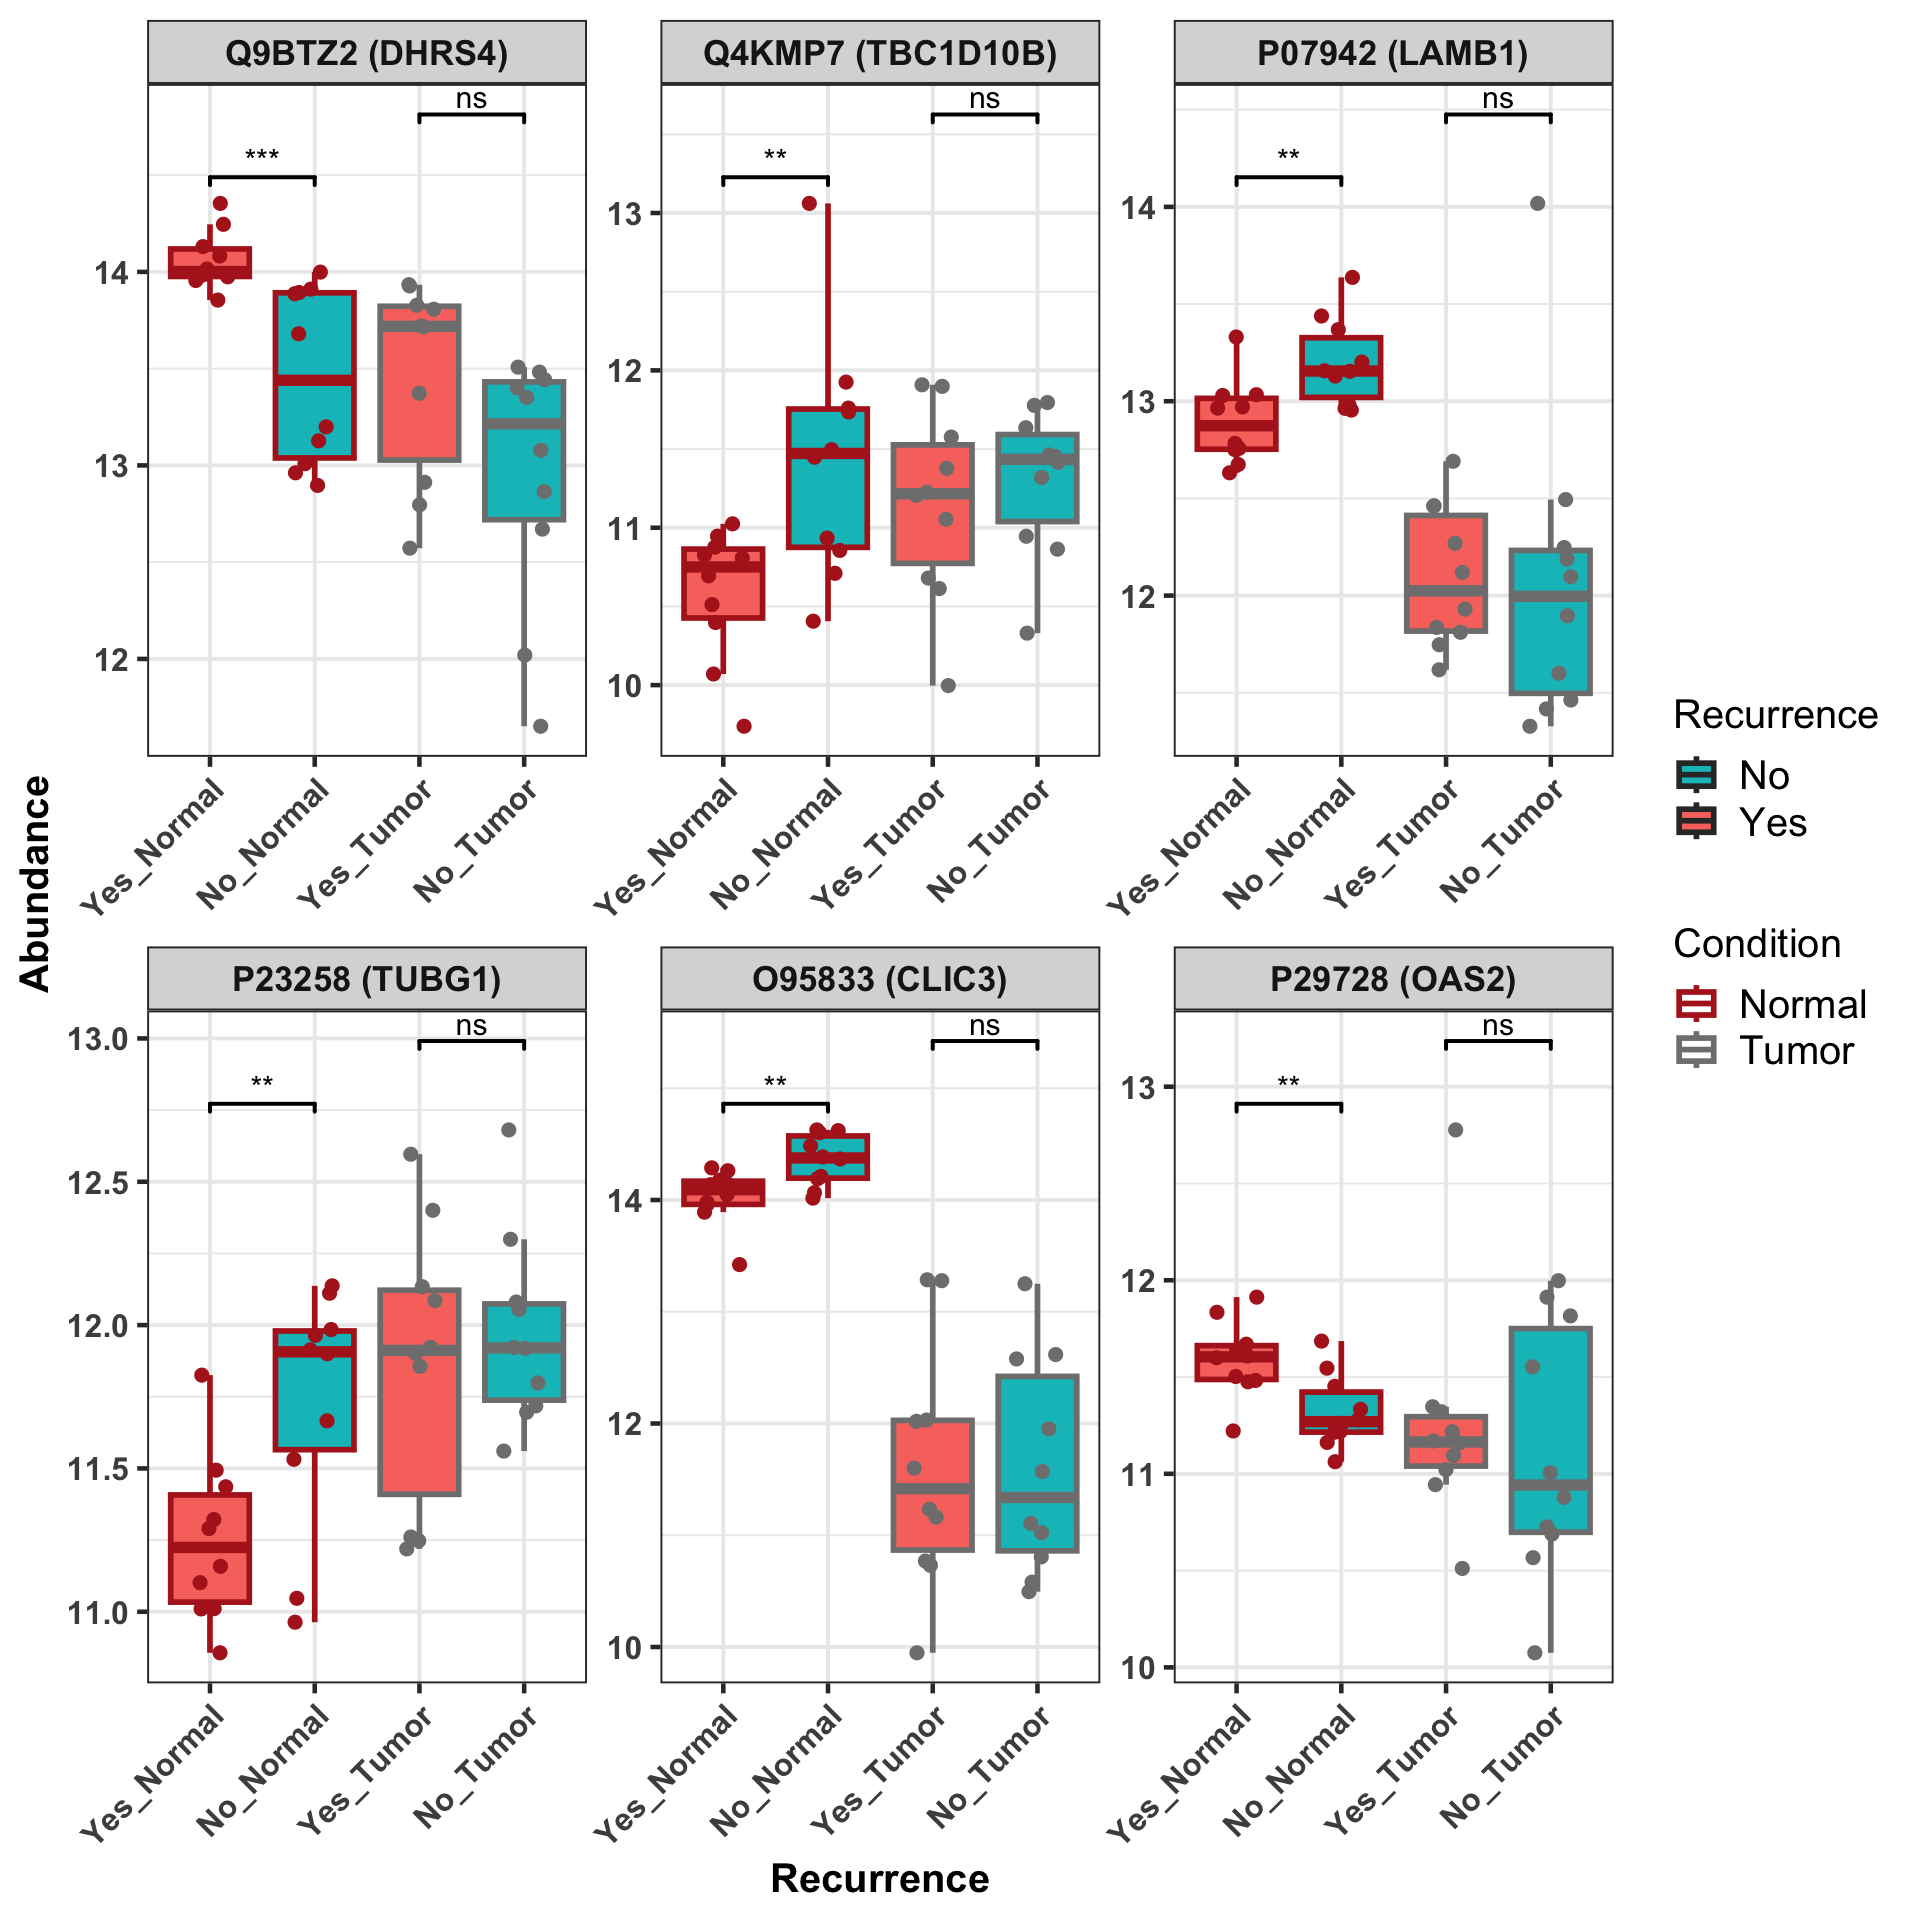 Q9BTZ2 (DHRS4)
Q4KMP7 (TBC1D10B)
P07942 (LAMB1)
ns
***
14
13
12
ns
**
13
12
11
10
ns
**
14
13
12
Yes_Normal
No_Normal
Yes_Tumor
No_Tumor
Yes_Normal
No_Normal
Yes_Tumor
No_Tumor
Yes_Normal
No_Normal
Yes_Tumor
No_Tumor
Abundance
P23258 (TUBG1)
O95833 (CLIC3)
P29728 (OAS2)
ns
**
13.0
12.5
12.0
11.5
11.0
ns
**
14
12
10
ns
**
13
12
11
10
Yes_Normal
No_Normal
Yes_Tumor
No_Tumor
Yes_Normal
No_Normal
Yes_Tumor
No_Tumor
Yes_Normal
No_Normal
Yes_Tumor
No_Tumor
Recurrence
Recurrence
No
Yes
Condition
Normal
Tumor